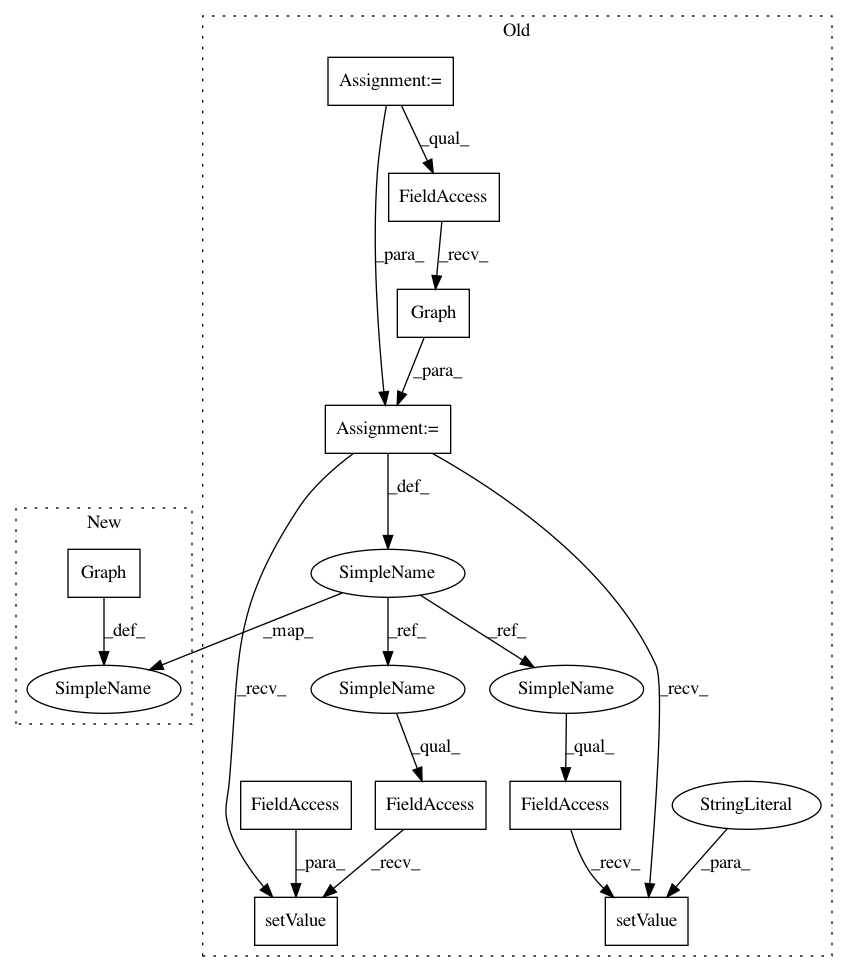 Old
Assignment:=
_qual_
FieldAccess
_para_
_recv_
Graph
_para_
Assignment:=
_def_
New
Graph
SimpleName
_def_
_map_
_ref_
_ref_
SimpleName
_recv_
SimpleName
SimpleName
_recv_
_qual_
_qual_
FieldAccess
FieldAccess
FieldAccess
StringLiteral
_para_
_recv_
_recv_
_para_
setValue
setValue